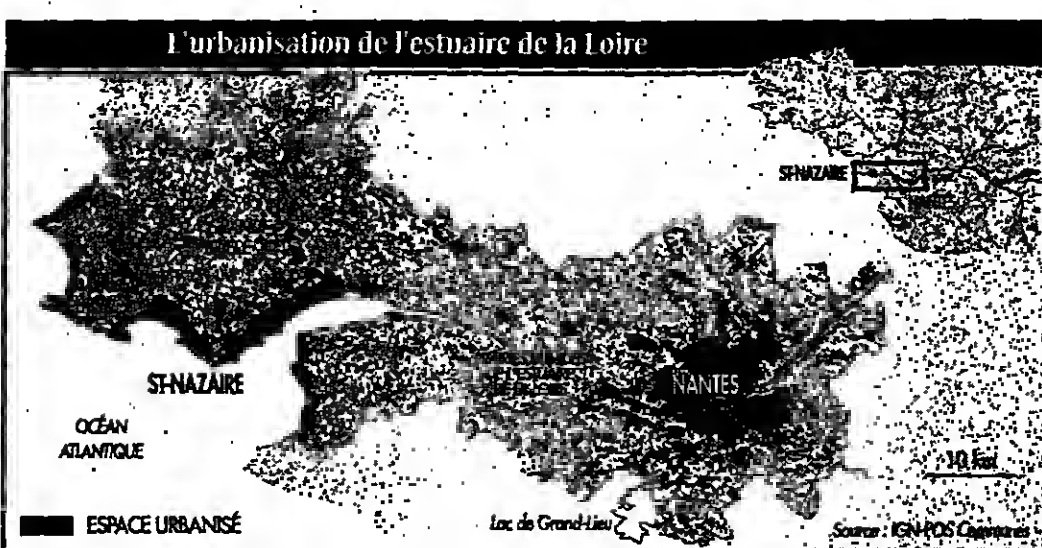 L'urbanisation de l'estuaire de la Loire
ST-NAZAIRE
ST-NAZAIRE
NANTES
OCÉAN
ATLANTIQUE
10 km
ESPACE URBANISÉ
Lac de Grand-Lieu
Source : IGN-POS Communes